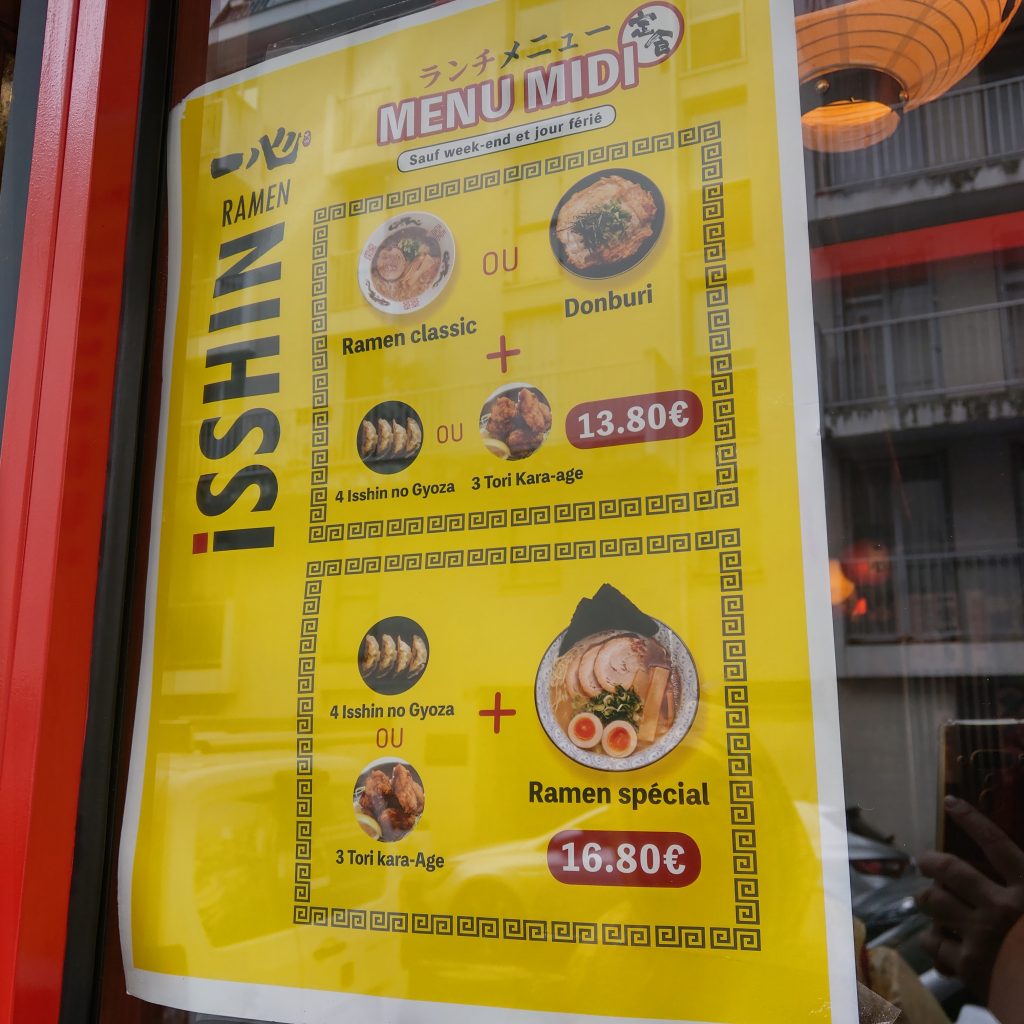 一心
RAMEN
iSSHIN
ランチメニュー
定食
MENU MIDI
Sauf week-end et jour férié
OU
Ramen classic
Donburi
+
OU
13.80€
4 Isshin no Gyoza
3 Tori Kara-age
4 Isshin no Gyoza
OU
3 Tori kara-Age
+
Ramen spécial
16.80€